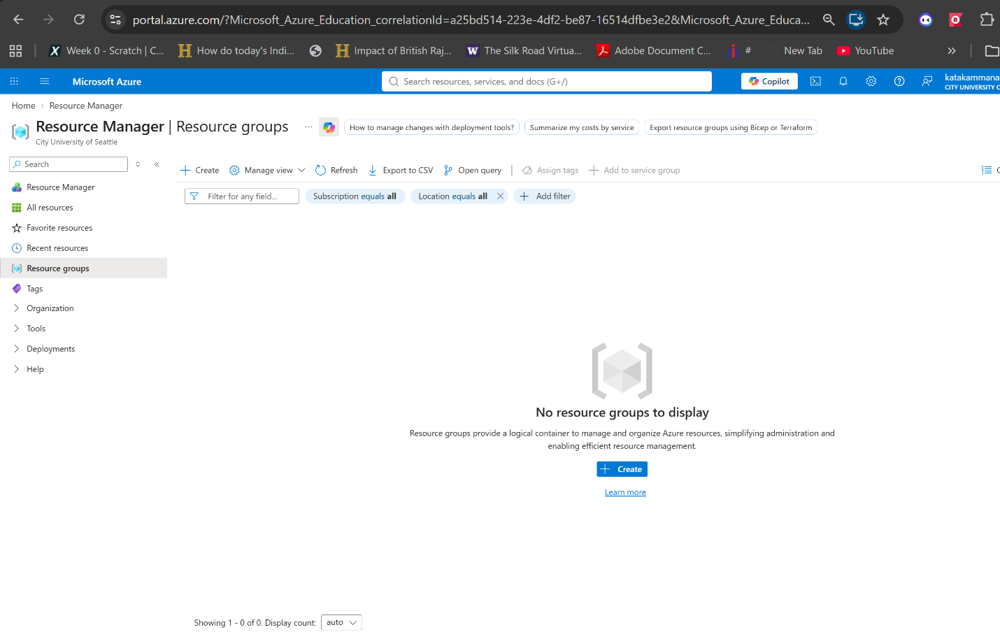 portal.azure.com/?Microsoft_Azure_Education_correlationId=a25bd514-223e-4df2-be87-16514dfbe3e2&Microsoft_Azure_Educa...
Week 0 - Scratch | C...
How do today's Indi...
Impact of British Raj...
The Silk Road Virtua...
Adobe Document C...
#
New Tab
YouTube
Microsoft Azure
Search resources, services, and docs (G+/)
Copilot
katakammana
CITY UNIVERSITY O
Home > Resource Manager
Resource Manager | Resource groups
City University of Seattle
How to manage changes with deployment tools?
Summarize my costs by service
Export resource groups using Bicep or Terraform
Search
Create
Manage view
Refresh
Export to CSV
Open query
Assign tags
Add to service group
Filter for any field...
Subscription equals all
Location equals all
Add filter
Resource Manager
All resources
Favorite resources
Recent resources
Resource groups
Tags
Organization
Tools
Deployments
Help
No resource groups to display
Resource groups provide a logical container to manage and organize Azure resources, simplifying administration and
enabling efficient resource management.
Create
Learn more
Showing 1 - 0 of 0. Display count: auto